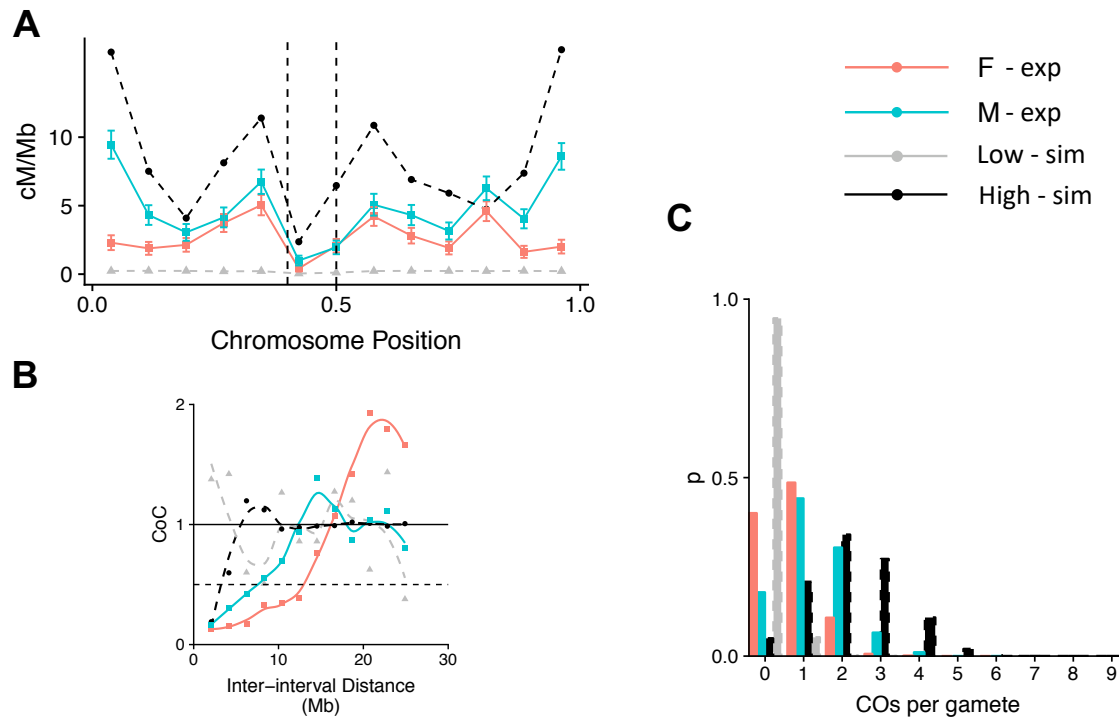 A
cM/Mb
10
5
0
0.0
0.5
1.0
Chromosome Position
F - exp
M - exp
Low - sim
High - sim
B
CoC
2
1
0
0
10
20
30
Inter−interval Distance
(Mb)
C
p
1.0
0.5
0.0
0 1 2 3 4 5 6 7 8 9
COs per gamete